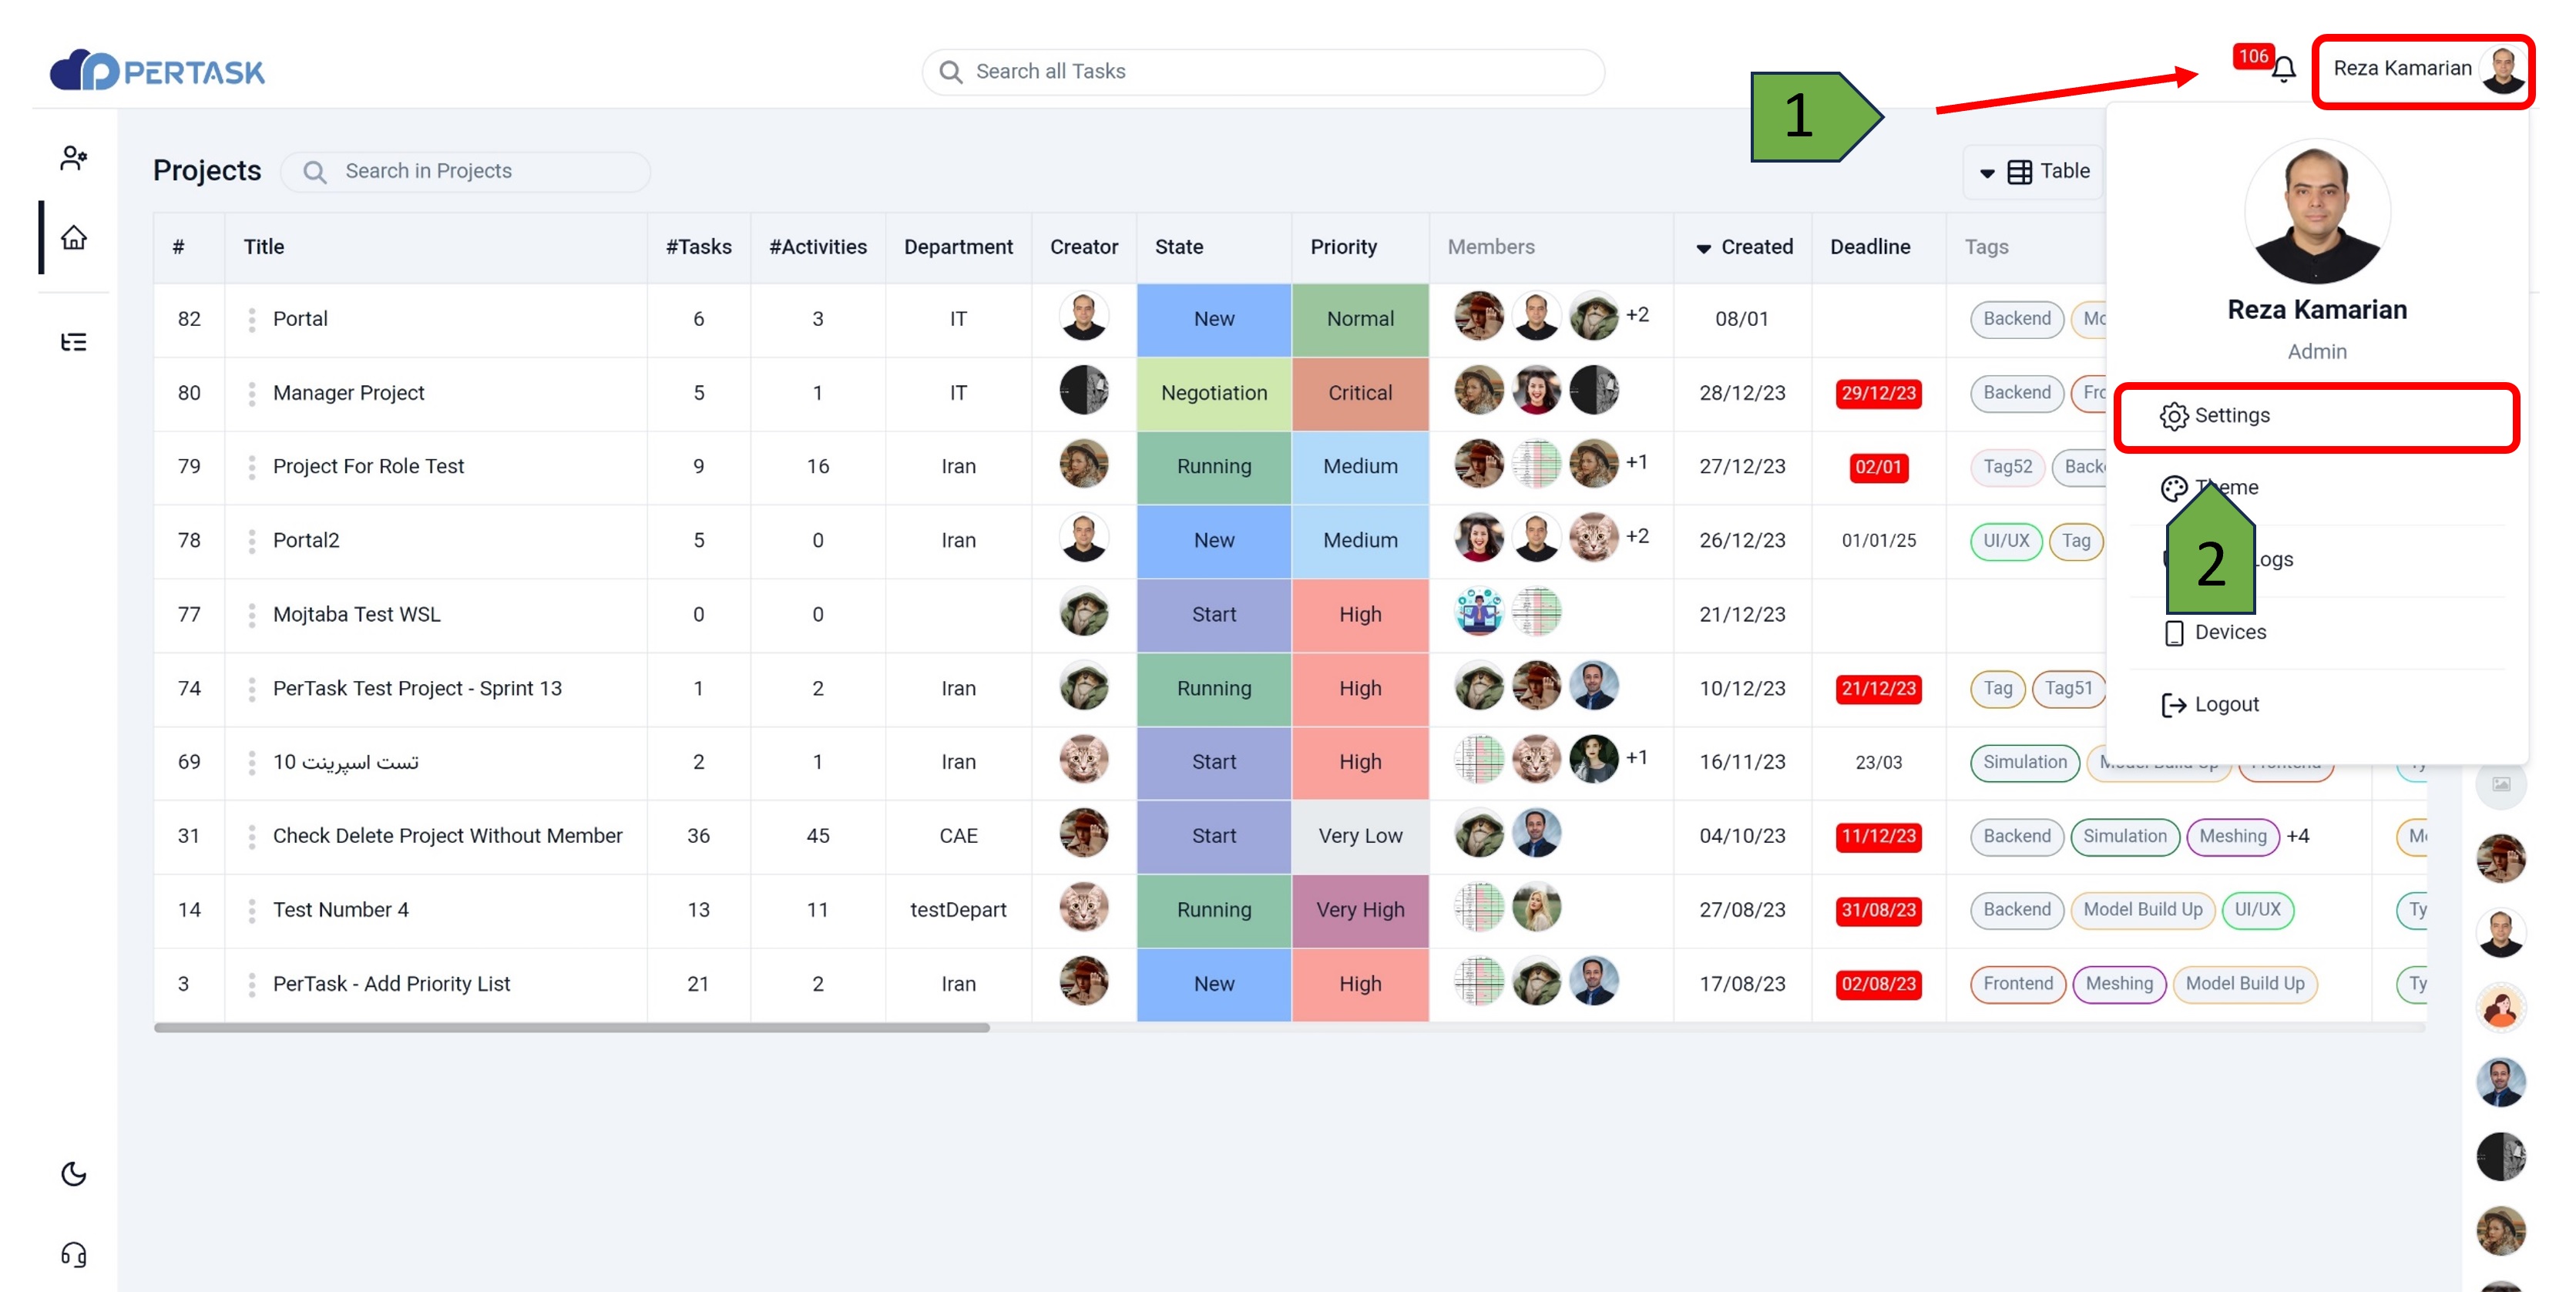 PERTASK
Search all Tasks
106
Reza Kamarian
1
Projects
Search in Projects
Table
# Title #Tasks #Activities Department Creator State Priority Members Created Deadline Tags
82 Portal 6 3 IT New Normal +2 08/01 Backend
80 Manager Project 5 1 IT Negotiation Critical 28/12/23 29/12/23 Backend
79 Project For Role Test 9 16 Iran Running Medium +1 27/12/23 02/01 Tag52
78 Portal2 5 0 Iran New Medium +2 26/12/23 01/01/25 UI/UX Tag
77 Mojtaba Test WSL 0 0 Start High 21/12/23
74 PerTask Test Project - Sprint 13 1 2 Iran Running High 10/12/23 21/12/23 Tag Tag51
69 تست اسپرینت 10 2 1 Iran Start High +1 16/11/23 23/03 Simulation
31 Check Delete Project Without Member 36 45 CAE Start Very Low 04/10/23 11/12/23 Backend Simulation Meshing +4
14 Test Number 4 13 11 testDepart Running Very High 27/08/23 31/08/23 Backend Model Build Up UI/UX Ty
3 PerTask - Add Priority List 21 2 Iran New High 17/08/23 02/08/23 Frontend Meshing Model Build Up Ty
Reza Kamarian
Admin
Settings
Theme
2
Logs
Devices
Logout